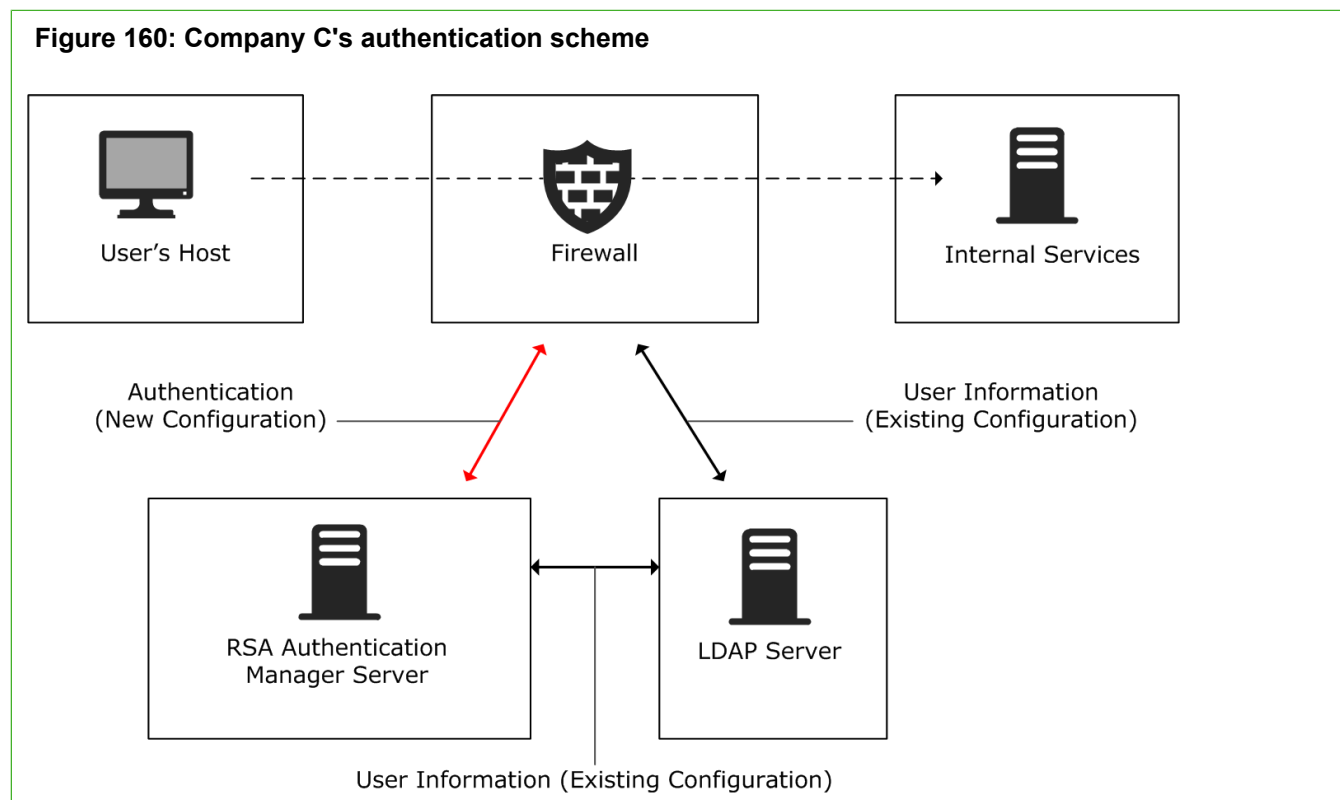 Figure 160: Company C's authentication scheme
User’s Host
Firewall
Internal Services
Authentication
(New Configuration)
User Information
(Existing Configuration)
RSA Authentication
Manager Server
LDAP Server
User Information (Existing Configuration)